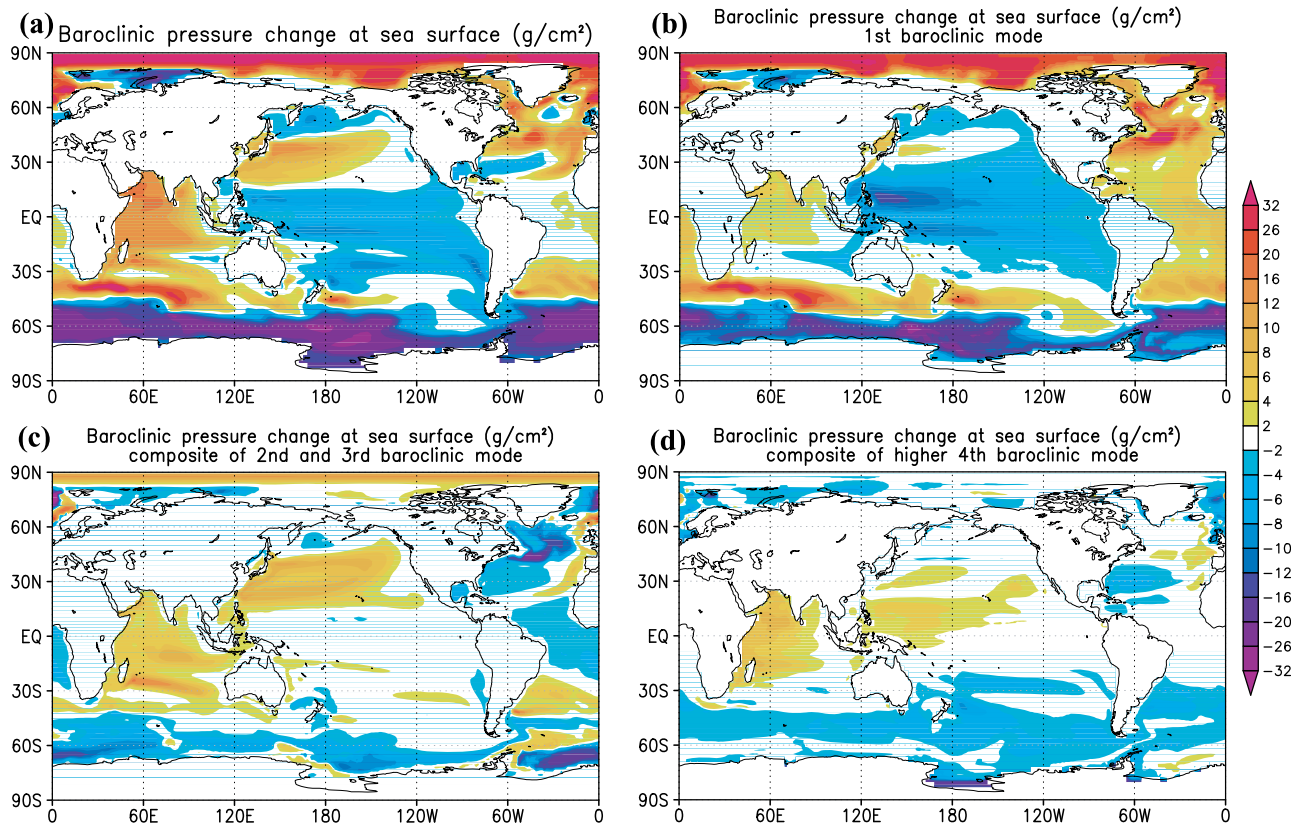 (a)
Baroclinic pressure change at sea surface (g/cm²)
90N
60N
30N
EQ
30S
60S
90S
0 60E 120E 180 120W 60W 0
(b)
Baroclinic pressure change at sea surface (g/cm²)
1st baroclinic mode
90N
60N
30N
EQ
30S
60S
90S
0 60E 120E 180 120W 60W 0
(c)
Baroclinic pressure change at sea surface (g/cm²)
composite of 2nd and 3rd baroclinic mode
90N
60N
30N
EQ
30S
60S
90S
0 60E 120E 180 120W 60W 0
(d)
Baroclinic pressure change at sea surface (g/cm²)
composite of higher 4th baroclinic mode
90N
60N
30N
EQ
30S
60S
90S
0 60E 120E 180 120W 60W 0
32
26
20
16
12
10
8
6
4
2
−2
−4
−6
−8
−10
−12
−16
−20
−26
−32